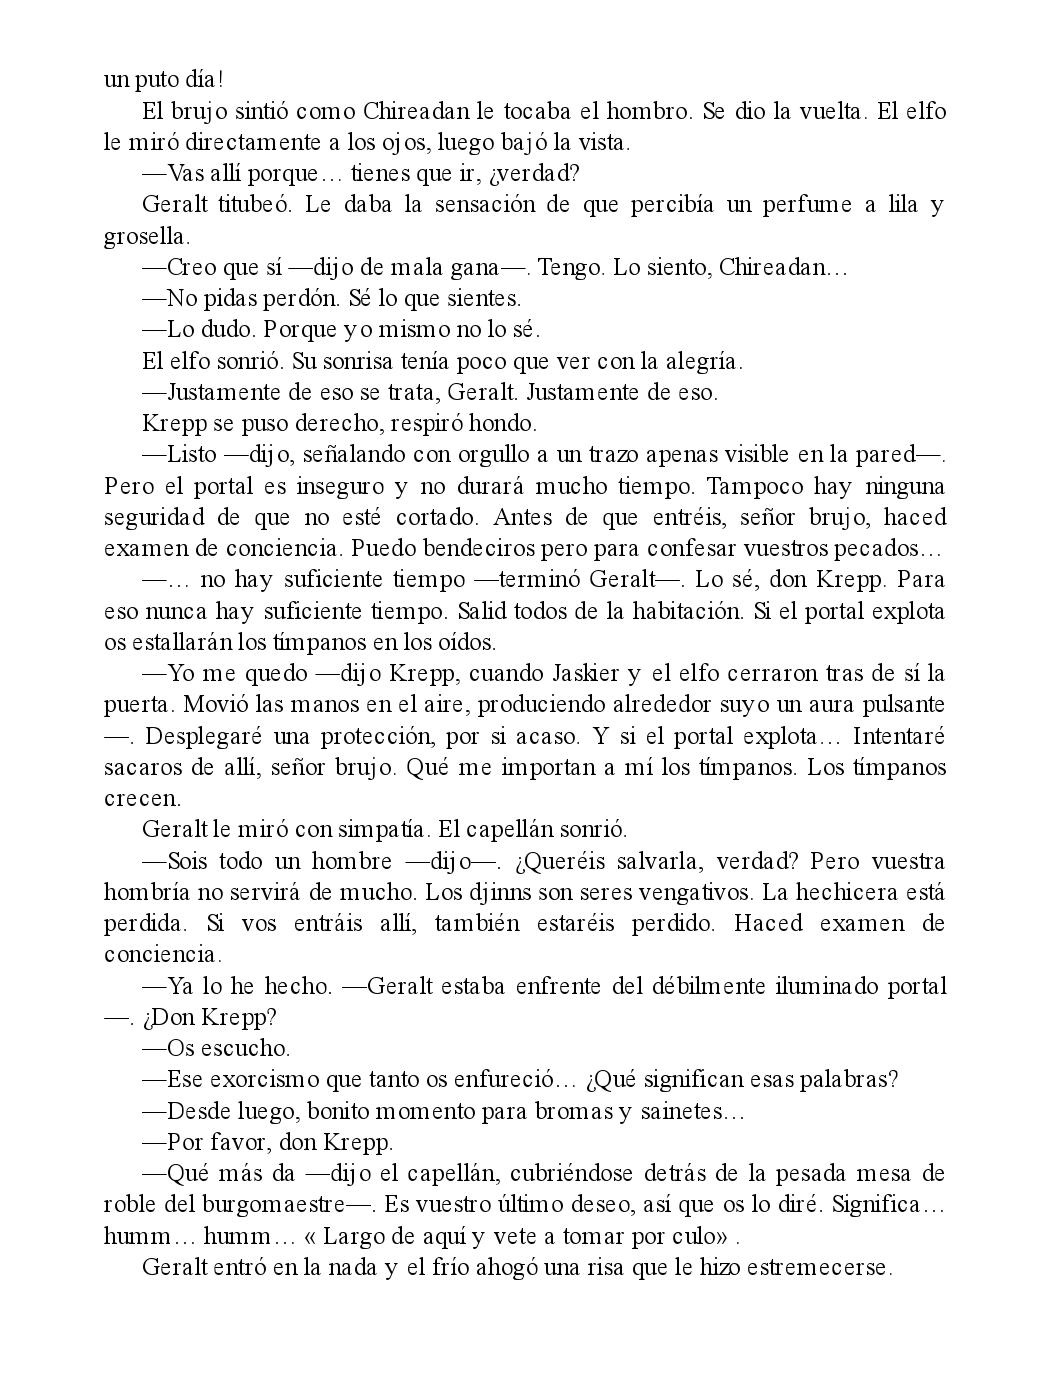 un puto día!
El brujo sintió como Chireadan le tocaba el hombro. Se dio la vuelta. El elfo
le miró directamente a los ojos, luego bajó la vista.
—Vas allí porque… tienes que ir, ¿verdad?
Geralt titubeó. Le daba la sensación de que percibía un perfume a lila y
grosella.
—Creo que sí —dijo de mala gana—. Tengo. Lo siento, Chireadan…
—No pidas perdón. Sé lo que sientes.
—Lo dudo. Porque yo mismo no lo sé.
El elfo sonrió. Su sonrisa tenía poco que ver con la alegría.
—Justamente de eso se trata, Geralt. Justamente de eso.
Krepp se puso derecho, respiró hondo.
—Listo —dijo, señalando con orgullo a un trazo apenas visible en la pared—.
Pero el portal es inseguro y no durará mucho tiempo. Tampoco hay ninguna
seguridad de que no esté cortado. Antes de que entréis, señor brujo, haced
examen de conciencia. Puedo bendeciros pero para confesar vuestros pecados…
—… no hay suficiente tiempo —terminó Geralt—. Lo sé, don Krepp. Para
eso nunca hay suficiente tiempo. Salid todos de la habitación. Si el portal explota
os estallarán los tímpanos en los oídos.
—Yo me quedo —dijo Krepp, cuando Jaskier y el elfo cerraron tras de sí la
puerta. Movió las manos en el aire, produciendo alrededor suyo un aura pulsante
—. Desplegaré una protección, por si acaso. Y si el portal explota… Intentaré
sacaros de allí, señor brujo. Qué me importan a mí los tímpanos. Los tímpanos
crecen.
Geralt le miró con simpatía. El capellán sonrió.
—Sois todo un hombre —dijo—. ¿Queréis salvarla, verdad? Pero vuestra
hombría no servirá de mucho. Los djinns son seres vengativos. La hechicera está
perdida. Si vos entráis allí, también estaréis perdido. Haced examen de
conciencia.
—Ya lo he hecho. —Geralt estaba enfrente del débilmente iluminado portal
—. ¿Don Krepp?
—Os escucho.
—Ese exorcismo que tanto os enfureció… ¿Qué significan esas palabras?
—Desde luego, bonito momento para bromas y sainetes…
—Por favor, don Krepp.
—Qué más da —dijo el capellán, cubriéndose detrás de la pesada mesa de
roble del burgomaestre—. Es vuestro último deseo, así que os lo diré. Significa…
humm… humm… « Largo de aquí y vete a tomar por culo» .
Geralt entró en la nada y el frío ahogó una risa que le hizo estremecerse.